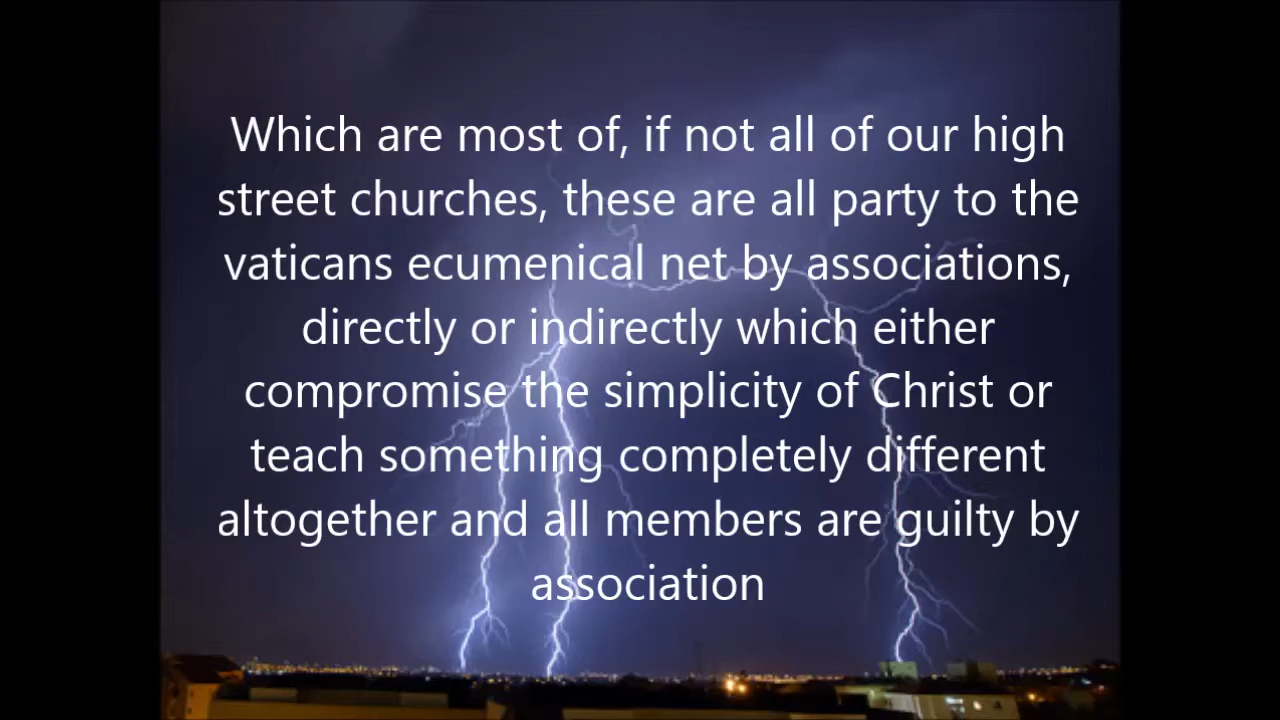 Which are most of, if not all of our high
street churches, these are all party to the
vaticans ecumenical net by associations,
directly or indirectly which either
compromise the simplicity of Christ or
teach something completely different
altogether and all members are guilty by
association